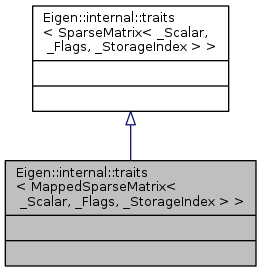 Eigen::internal::traits
< SparseMatrix< _Scalar,
_Flags, _StorageIndex > >
Eigen::internal::traits
< MappedSparseMatrix<
_Scalar, _Flags, _StorageIndex > >